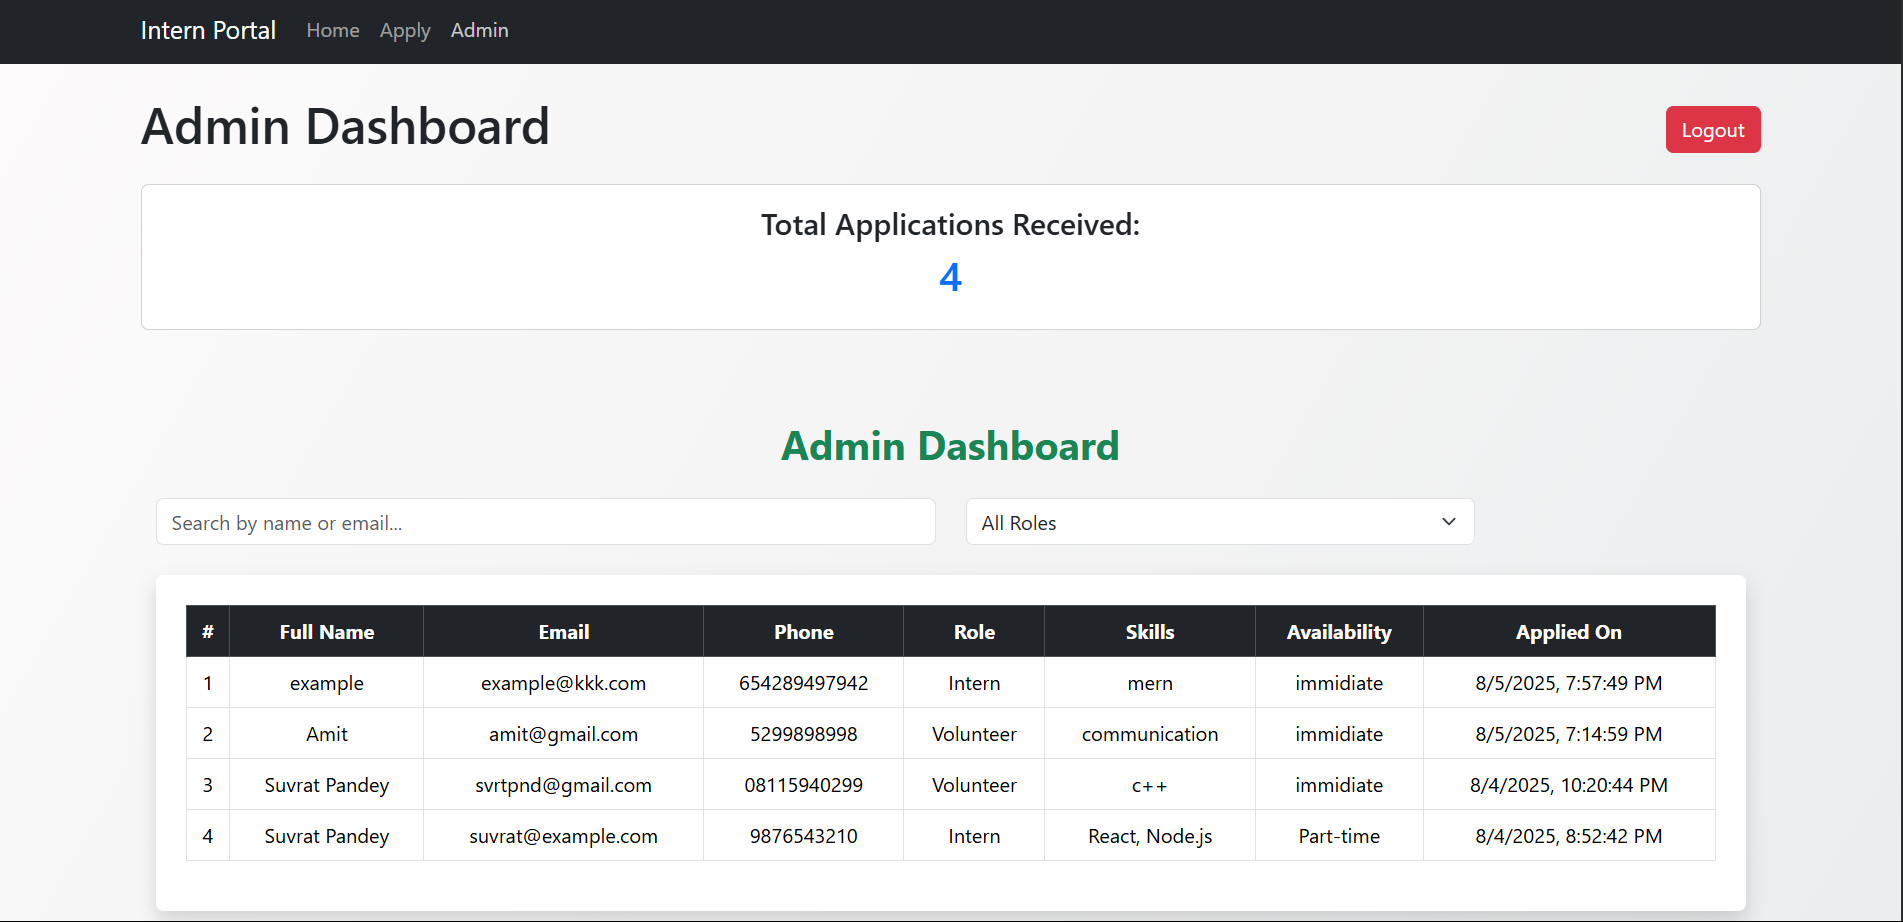 Intern Portal Home Apply Admin
Admin Dashboard Logout
Total Applications Received:
4
Admin Dashboard
Search by name or email... All Roles
# Full Name Email Phone Role Skills Availability Applied On
1 example example@kkk.com 654289497942 Intern mern immidiate 8/5/2025, 7:57:49 PM
2 Amit amit@gmail.com 5299898998 Volunteer communication immidiate 8/5/2025, 7:14:59 PM
3 Suvrat Pandey svrtpnd@gmail.com 08115940299 Volunteer c++ immidiate 8/4/2025, 10:20:44 PM
4 Suvrat Pandey suvrat@example.com 9876543210 Intern React, Node.js Part-time 8/4/2025, 8:52:42 PM